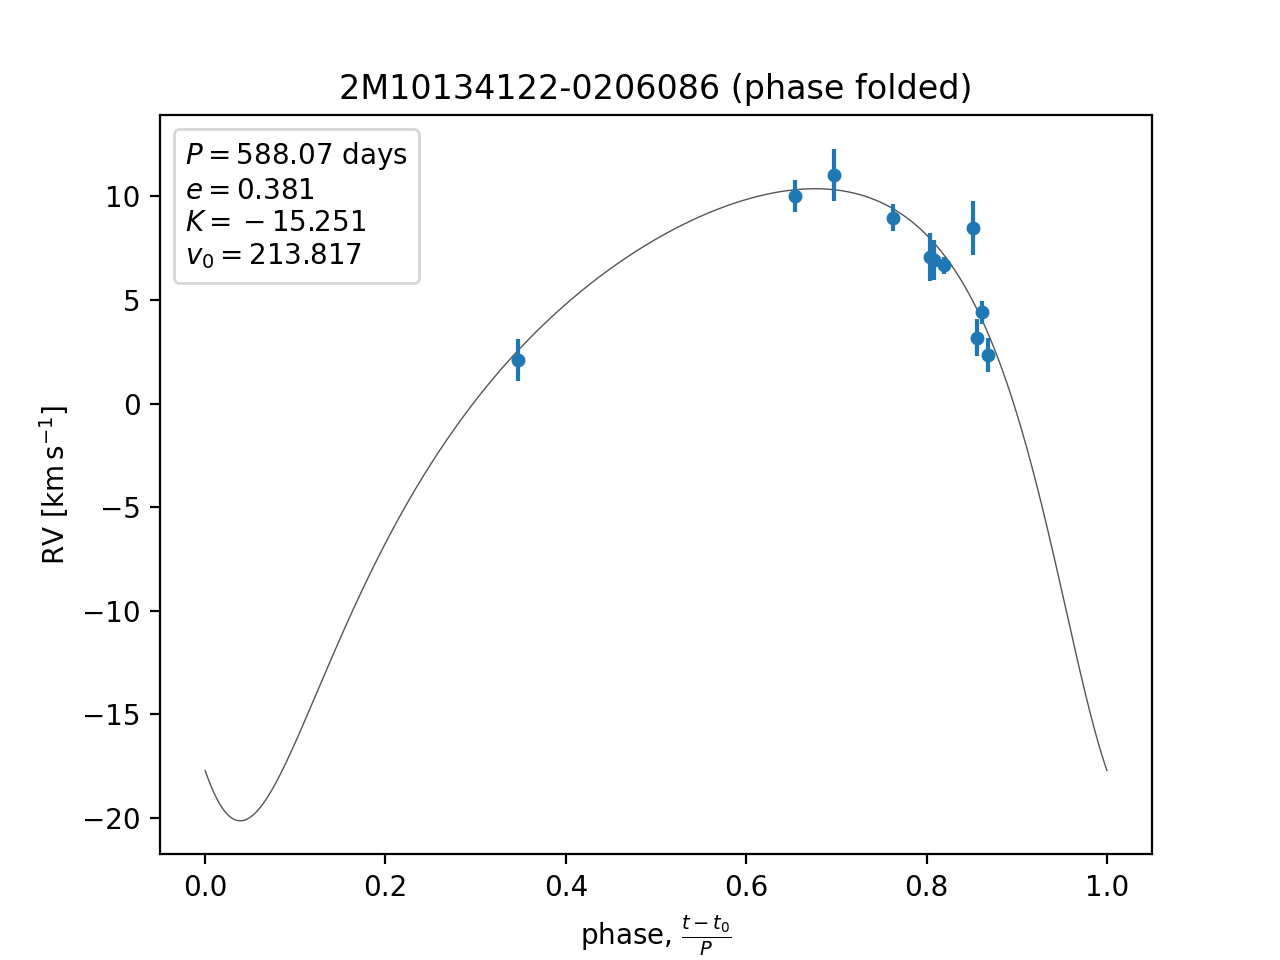 2M10134122-0206086 (phase folded)
P = 588.07 days
e = 0.381
K = −15.251
v₀ = 213.817
RV [km s⁻¹]
10
5
0
−5
−10
−15
−20
0.0 0.2 0.4 0.6 0.8 1.0
phase, (t − t₀)/P